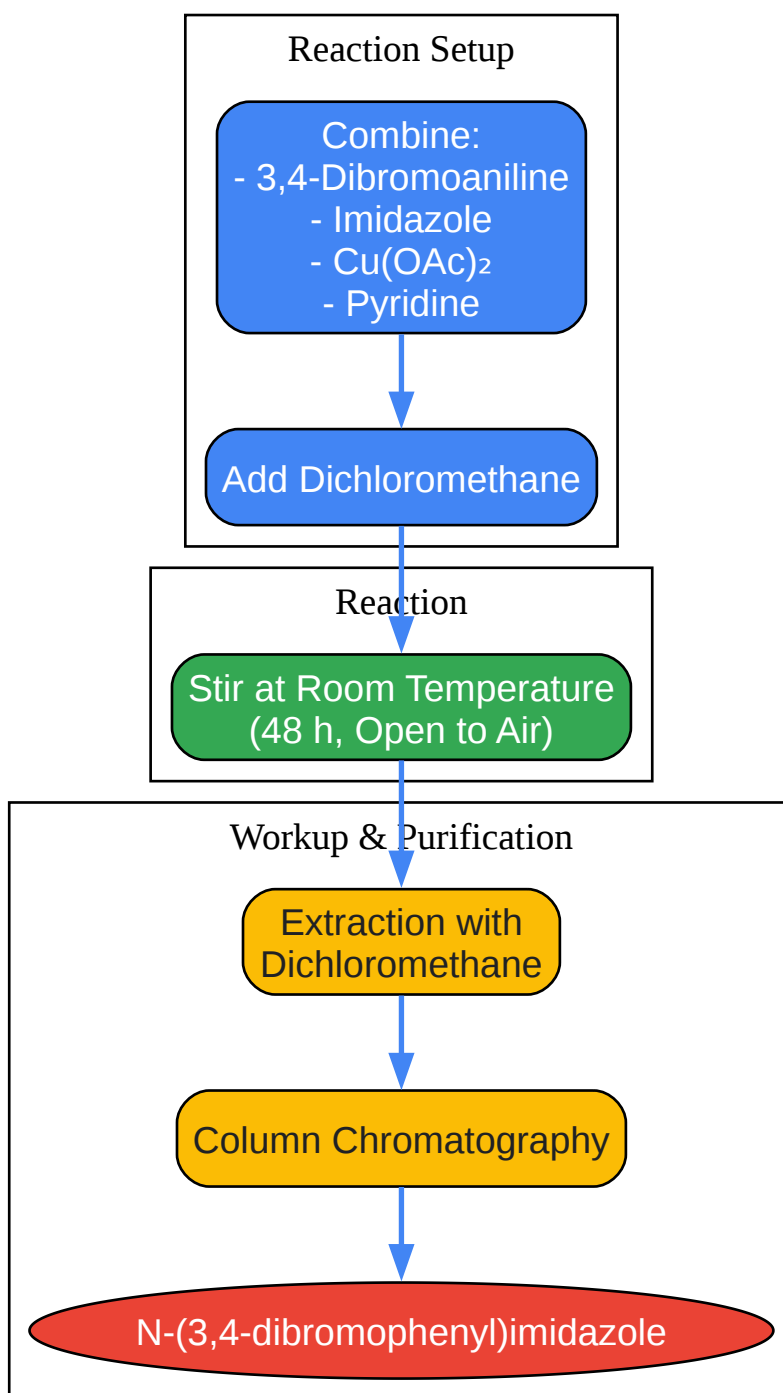 Reaction Setup
Combine:
- 3,4-Dibromoaniline
- Imidazole
- Cu(OAc)₂
- Pyridine
Add Dichloromethane
Reaction
Stir at Room Temperature
(48 h, Open to Air)
Workup & Purification
Extraction with
Dichloromethane
Column Chromatography
N-(3,4-dibromophenyl)imidazole